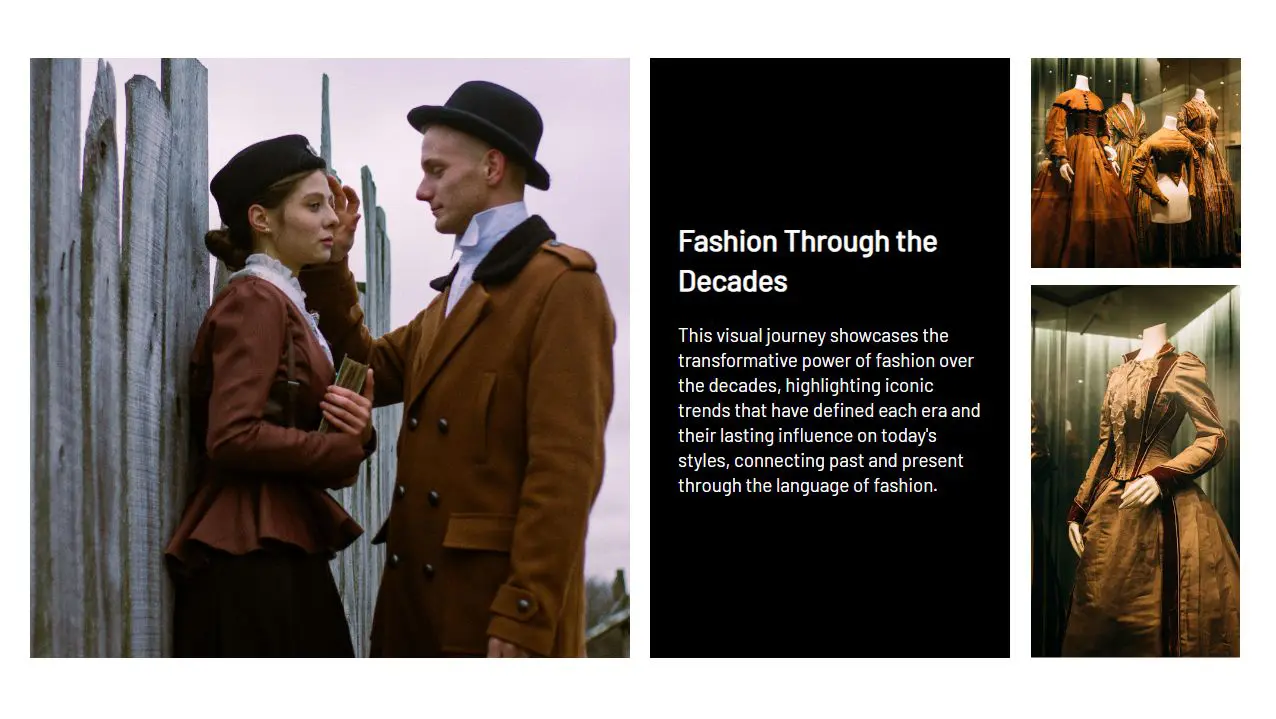 Fashion Through the
Decades
This visual journey showcases the
transformative power of fashion over
the decades, highlighting iconic
trends that have defined each era and
their lasting influence on today's
styles, connecting past and present
through the language of fashion.